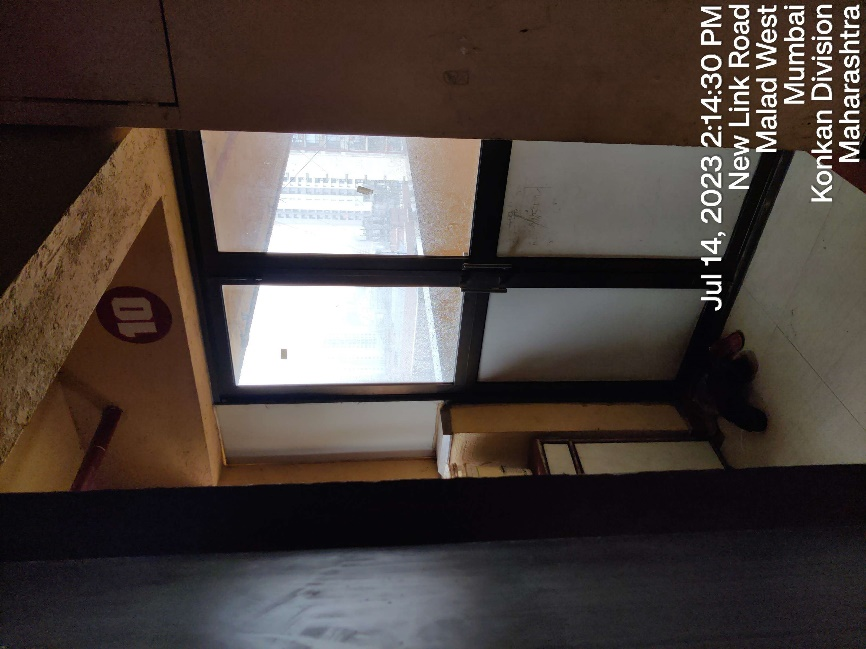 10
Jul 14, 2023 2:14:30 PM
New Link Road
Malad West
Mumbai
Konkan Division
Maharashtra